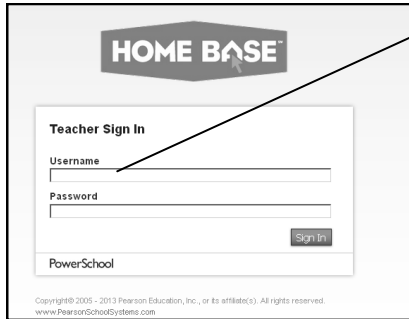 HOME BASE™
Teacher Sign In
Username
Password
Sign In
PowerSchool
Copyright© 2005 - 2013 Pearson Education, Inc., or its affiliate(s). All rights reserved.
www.PearsonSchoolSystems.com